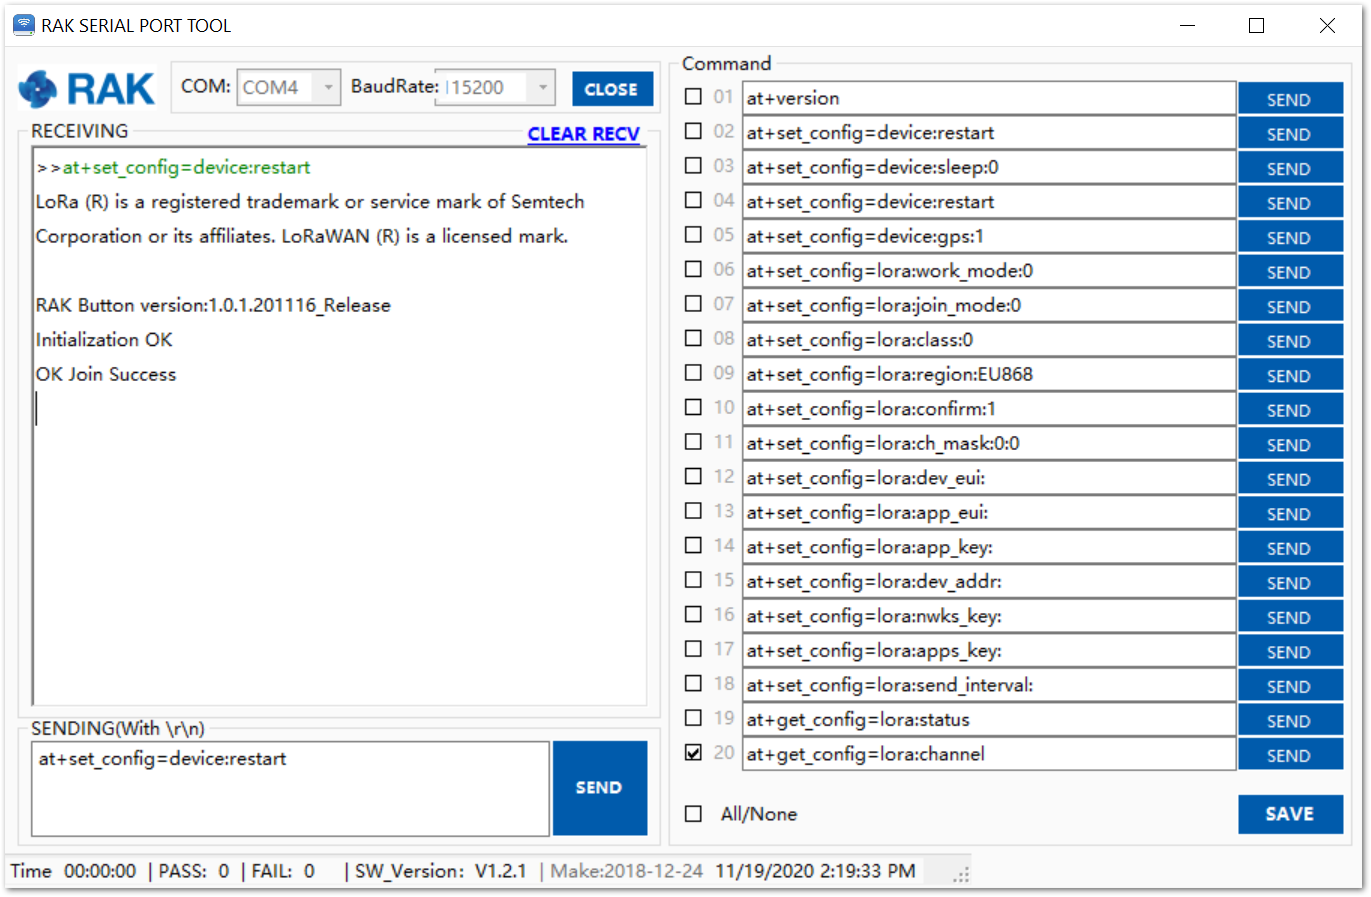 RAK SERIAL PORT TOOL
RAK
COM: COM4 BaudRate: 115200 CLOSE
RECEIVING
CLEAR RECV
>>at+set_config=device:restart
LoRa (R) is a registered trademark or service mark of Semtech
Corporation or its affiliates. LoRaWAN (R) is a licensed mark.
RAK Button version:1.0.1.201116_Release
Initialization OK
OK Join Success
SENDING(With \r\n)
at+set_config=device:restart
SEND
Command
01 at+version SEND
02 at+set_config=device:restart SEND
03 at+set_config=device:sleep:0 SEND
04 at+set_config=device:restart SEND
05 at+set_config=device:gps:1 SEND
06 at+set_config=lora:work_mode:0 SEND
07 at+set_config=lora:join_mode:0 SEND
08 at+set_config=lora:class:0 SEND
09 at+set_config=lora:region:EU868 SEND
10 at+set_config=lora:confirm:1 SEND
11 at+set_config=lora:ch_mask:0:0 SEND
12 at+set_config=lora:dev_eui: SEND
13 at+set_config=lora:app_eui: SEND
14 at+set_config=lora:app_key: SEND
15 at+set_config=lora:dev_addr: SEND
16 at+set_config=lora:nwks_key: SEND
17 at+set_config=lora:apps_key: SEND
18 at+set_config=lora:send_interval: SEND
19 at+get_config=lora:status SEND
20 at+get_config=lora:channel SEND
All/None SAVE
Time 00:00:00 | PASS: 0 | FAIL: 0 | SW_Version: V1.2.1 | Make:2018-12-24 11/19/2020 2:19:33 PM